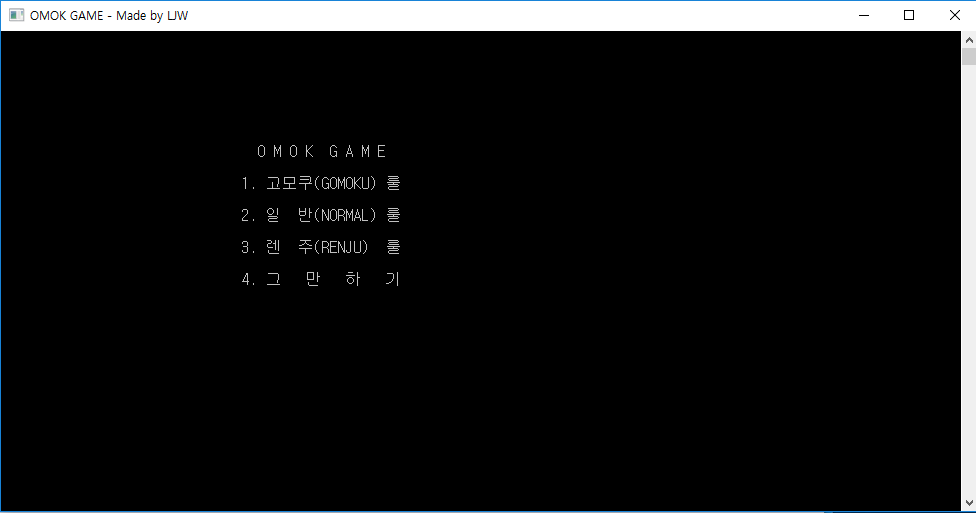 OMOK GAME - Made by LJW
O M O K  G A M E
1. 고모쿠(GOMOKU) 룰
2. 일  반(NORMAL) 룰
3. 렌  주(RENJU)  룰
4. 그  만  하  기